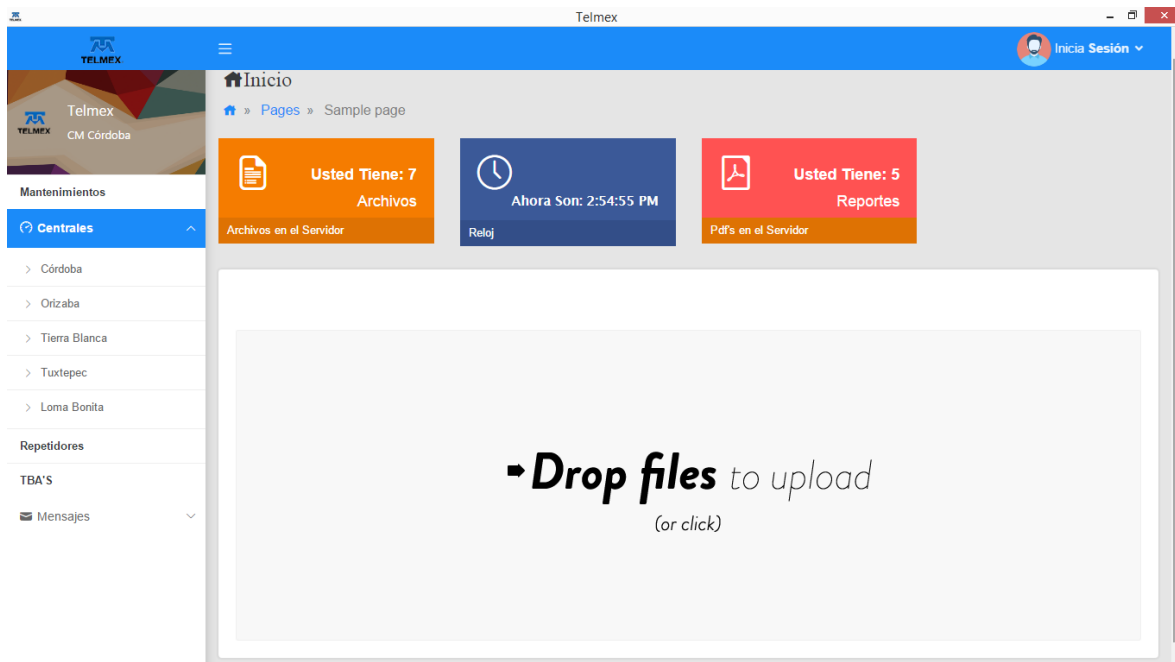 Telmex
TELMEX
Inicia Sesión
Telmex
TELMEX
CM Córdoba
Mantenimientos
Centrales
Córdoba
Orizaba
Tierra Blanca
Tuxtepec
Loma Bonita
Repetidores
TBA'S
Mensajes
Inicio
» Pages » Sample page
Usted Tiene: 7
Archivos
Archivos en el Servidor
Ahora Son: 2:54:55 PM
Reloj
Usted Tiene: 5
Reportes
Pdf's en el Servidor
Drop files to upload
(or click)